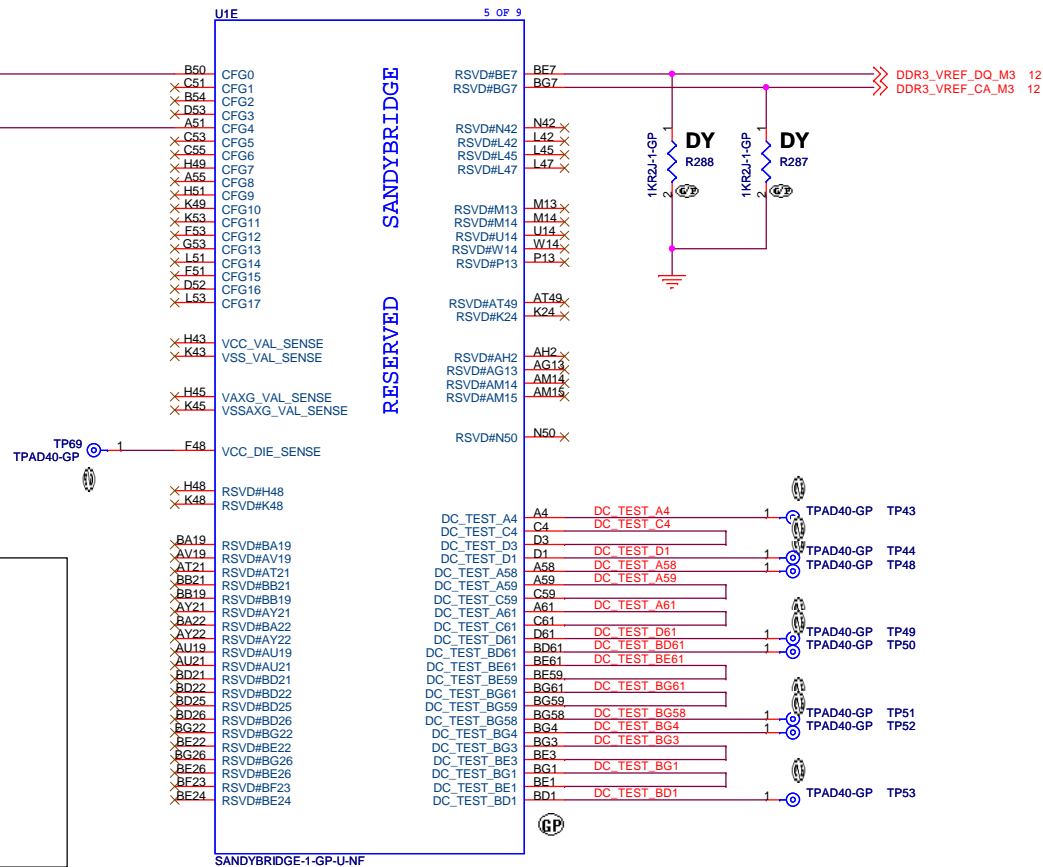 U1E 5 OF 9
SANDYBRIDGE
RESERVED
B50 CFG0
C51 CFG1
B54 CFG2
D53 CFG3
A51 CFG4
C53 CFG5
C55 CFG6
H49 CFG7
A55 CFG8
H51 CFG9
K49 CFG10
K53 CFG11
F53 CFG12
G53 CFG13
L51 CFG14
F51 CFG15
D52 CFG16
L53 CFG17
H43 VCC_VAL_SENSE
K43 VSS_VAL_SENSE
H45 VAXG_VAL_SENSE
K45 VSSAXG_VAL_SENSE
TP69
TPAD40-GP
1 F48 VCC_DIE_SENSE
H48 RSVD#H48
K48 RSVD#K48
BA19 RSVD#BA19
AV19 RSVD#AV19
AT21 RSVD#AT21
BB21 RSVD#BB21
BB19 RSVD#BB19
AY21 RSVD#AY21
BA22 RSVD#BA22
AY22 RSVD#AY22
AU19 RSVD#AU19
AU21 RSVD#AU21
BD21 RSVD#BD21
BD22 RSVD#BD22
BD25 RSVD#BD25
BD26 RSVD#BD26
BG22 RSVD#BG22
BE22 RSVD#BE22
BG26 RSVD#BG26
BE26 RSVD#BE26
BF23 RSVD#BF23
BE24 RSVD#BE24
RSVD#BE7 BE7 DDR3_VREF_DQ_M3 12
RSVD#BG7 BG7 DDR3_VREF_CA_M3 12
1KR2J-1-GP 1 2 DY R288 GP
1KR2J-1-GP 1 2 DY R287 GP
RSVD#N42 N42
RSVD#L42 L42
RSVD#L45 L45
RSVD#L47 L47
RSVD#M13 M13
RSVD#M14 M14
RSVD#U14 U14
RSVD#W14 W14
RSVD#P13 P13
RSVD#AT49 AT49
RSVD#K24 K24
RSVD#AH2 AH2
RSVD#AG13 AG13
RSVD#AM14 AM14
RSVD#AM15 AM15
RSVD#N50 N50
DC_TEST_A4 A4 DC_TEST_A4 1 TPAD40-GP TP43
DC_TEST_C4 C4 DC_TEST_C4
DC_TEST_D3 D3
DC_TEST_D1 D1 DC_TEST_D1 1 TPAD40-GP TP44
DC_TEST_A58 A58 DC_TEST_A58 1 TPAD40-GP TP48
DC_TEST_A59 A59 DC_TEST_A59
DC_TEST_C59 C59
DC_TEST_A61 A61 DC_TEST_A61
DC_TEST_C61 C61
DC_TEST_D61 D61 DC_TEST_D61 1 TPAD40-GP TP49
DC_TEST_BD61 BD61 DC_TEST_BD61 1 TPAD40-GP TP50
DC_TEST_BE61 BE61 DC_TEST_BE61
DC_TEST_BE59 BE59
DC_TEST_BG61 BG61 DC_TEST_BG61
DC_TEST_BG59 BG59
DC_TEST_BG58 BG58 DC_TEST_BG58 1 TPAD40-GP TP51
DC_TEST_BG4 BG4 DC_TEST_BG4 1 TPAD40-GP TP52
DC_TEST_BG3 BG3 DC_TEST_BG3
DC_TEST_BE3 BE3
DC_TEST_BG1 BG1 DC_TEST_BG1
DC_TEST_BE1 BE1
DC_TEST_BD1 BD1 DC_TEST_BD1 1 TPAD40-GP TP53
GP
SANDYBRIDGE-1-GP-U-NF